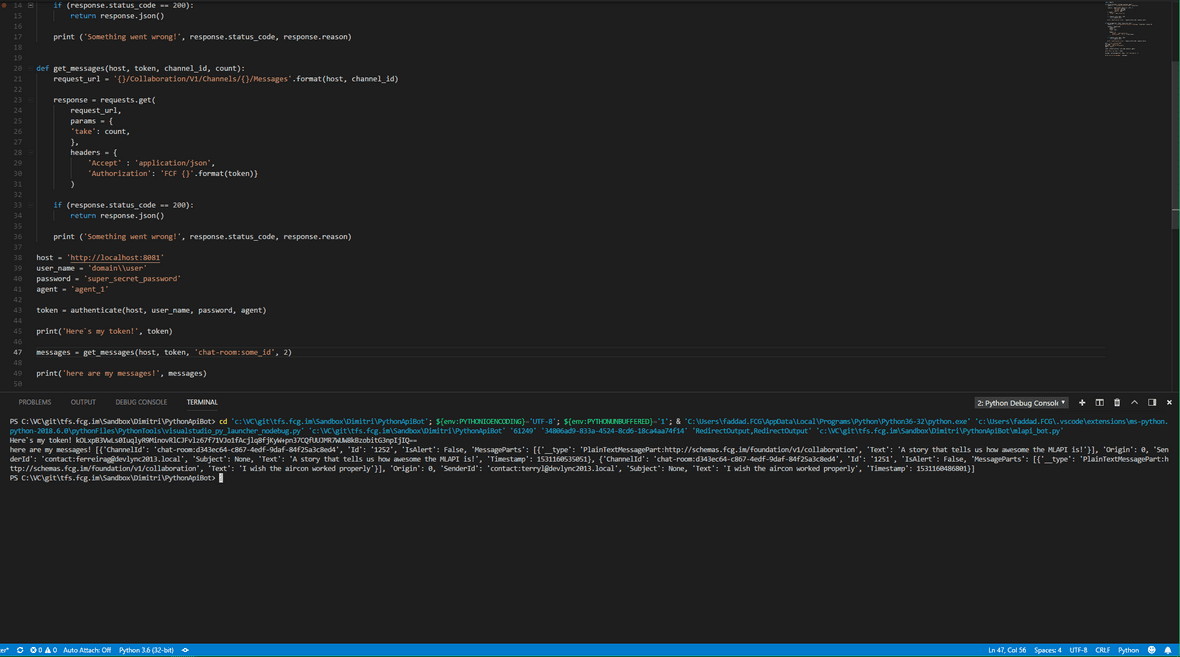 14 if (response.status_code == 200):
15 return response.json()
16
17 print ('Something went wrong!', response.status_code, response.reason)
18
19
20 def get_messages(host, token, channel_id, count):
21 request_url = '{}/Collaboration/V1/Channels/{}/Messages'.format(host, channel_id)
22
23 response = requests.get(
24 request_url,
25 params = {
26 'take': count,
27 },
28 headers = {
29 'Accept' : 'application/json',
30 'Authorization': 'FCF {}'.format(token)}
31 )
32
33 if (response.status_code == 200):
34 return response.json()
35
36 print ('Something went wrong!', response.status_code, response.reason)
37
38 host = 'http://localhost:8081'
39 user_name = 'domain\\user'
40 password = 'super_secret_password'
41 agent = 'agent_1'
42
43 token = authenticate(host, user_name, password, agent)
44
45 print('Here`s my token!', token)
46
47 messages = get_messages(host, token, 'chat-room:some_id', 2)
48
49 print('here are my messages!', messages)
50
PROBLEMS OUTPUT DEBUG CONSOLE TERMINAL 2: Python Debug Consol
PS C:\VC\git\tfs.fcg.im\Sandbox\Dimitri\PythonApiBot> cd 'c:\VC\git\tfs.fcg.im\Sandbox\Dimitri\PythonApiBot'; ${env:PYTHONIOENCODING}='UTF-8'; ${env:PYTHONUNBUFFERED}='1'; & 'C:\Users\faddad.FCG\AppData\Local\Programs\Python\Python36-32\python.exe' 'c:\Users\faddad.FCG\.vscode\extensions\ms-python.
python-2018.6.0\pythonFiles\PythonTools\visualstudio_py_launcher_nodebug.py' 'c:\VC\git\tfs.fcg.im\Sandbox\Dimitri\PythonApiBot' '61249' '34806ad9-833a-4524-8cd6-18ca4aa74f14' 'RedirectOutput,RedirectOutput' 'c:\VC\git\tfs.fcg.im\Sandbox\Dimitri\PythonApiBot\mlapi_bot.py'
Here`s my token!
here are my messages! [{'ChannelId': 'chat-room:d343ec64-c867-4edf-9daf-84f25a3c8ed4', 'Id': '1252', 'IsAlert': False, 'MessageParts': [{'__type': 'PlainTextMessagePart:http://schemas.fcg.im/foundation/v1/collaboration', 'Text': 'A story that tells us how awesome the MLAPI is!'}], 'Origin': 0, 'Sen
derId': 'contact:ferreirag@devlync2013.local', 'Subject': None, 'Text': 'A story that tells us how awesome the MLAPI is!', 'Timestamp': 1531160535051}, {'ChannelId': 'chat-room:d343ec64-c867-4edf-9daf-84f25a3c8ed4', 'Id': '1251', 'IsAlert': False, 'MessageParts': [{'__type': 'PlainTextMessagePart:h
ttp://schemas.fcg.im/foundation/v1/collaboration', 'Text': 'I wish the aircon worked properly'}], 'Origin': 0, 'SenderId': 'contact:terryl@devlync2013.local', 'Subject': None, 'Text': 'I wish the aircon worked properly', 'Timestamp': 1531160486801}]
PS C:\VC\git\tfs.fcg.im\Sandbox\Dimitri\PythonApiBot>
er* 0 0 Auto Attach: Off Python 3.6 (32-bit) Ln 47, Col 56 Spaces: 4 UTF-8 CRLF Python